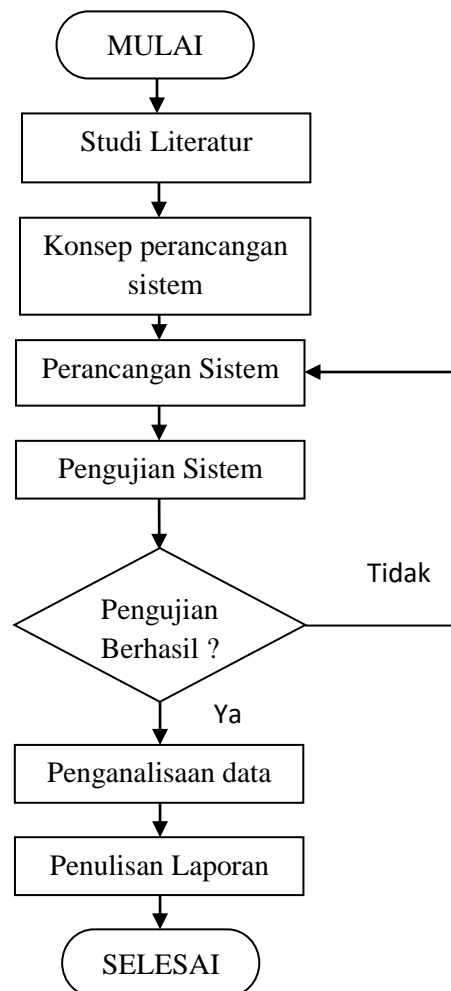 MULAI
Studi Literatur
Konsep perancangan
sistem
Perancangan Sistem
Pengujian Sistem
Tidak
Pengujian
Berhasil ?
Ya
Penganalisaan data
Penulisan Laporan
SELESAI